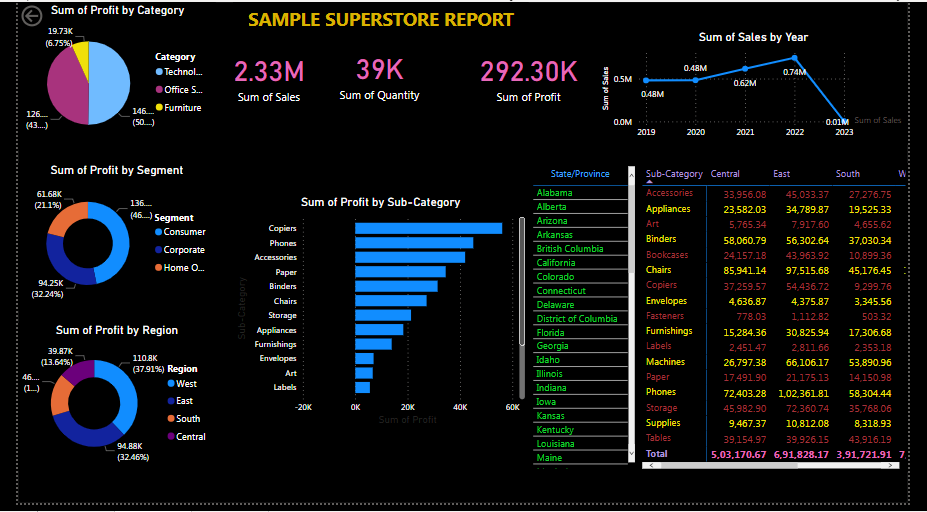 Sum of Profit by Category
SAMPLE SUPERSTORE REPORT
19.73K
(6.75%)
Category
Technol...
Office S...
Furniture
126....
(43....)
146....
(50....)
2.33M
Sum of Sales
39K
Sum of Quantity
292.30K
Sum of Profit
Sum of Sales by Year
Sum of Sales
0.5M
0.0M
0.48M
0.48M
0.62M
0.74M
0.01M
Sum of Sales
2019 2020 2021 2022 2023
Sum of Profit by Segment
61.68K
(21.1%)
136....
(46....)
94.25K
(32.24%)
Segment
Consumer
Corporate
Home O...
Sum of Profit by Region
39.87K
(13.64%)
110.8K
(37.91%)
46....
(1...)
94.88K
(32.46%)
Region
West
East
South
Central
Sum of Profit by Sub-Category
Sub-Category
Copiers
Phones
Accessories
Paper
Binders
Chairs
Storage
Appliances
Furnishings
Envelopes
Art
Labels
-20K 0K 20K 40K 60K
Sum of Profit
State/Province
Alabama
Alberta
Arizona
Arkansas
British Columbia
California
Colorado
Connecticut
Delaware
District of Columbia
Florida
Georgia
Idaho
Illinois
Indiana
Iowa
Kansas
Kentucky
Louisiana
Maine
Sub-Category Central East South W
Accessories 33,956.08 45,033.37 27,276.75
Appliances 23,582.03 34,789.87 19,525.33
Art 5,765.34 7,917.60 4,655.62
Binders 58,060.79 56,302.64 37,030.34
Bookcases 24,157.18 43,963.92 10,899.36
Chairs 85,941.14 97,515.68 45,176.45
Copiers 37,259.57 54,436.72 9,299.76
Envelopes 4,636.87 4,375.87 3,345.56
Fasteners 778.03 1,112.82 503.32
Furnishings 15,284.36 30,825.94 17,306.68
Labels 2,451.47 2,811.66 2,353.18
Machines 26,797.38 66,106.17 53,890.96
Paper 17,491.90 21,175.13 14,150.98
Phones 72,403.28 1,02,361.81 58,304.44
Storage 45,982.90 72,360.74 35,768.06
Supplies 9,467.37 10,812.08 8,318.93
Tables 39,154.97 39,926.15 43,916.19
Total 5,03,170.67 6,91,828.17 3,91,721.91 7,